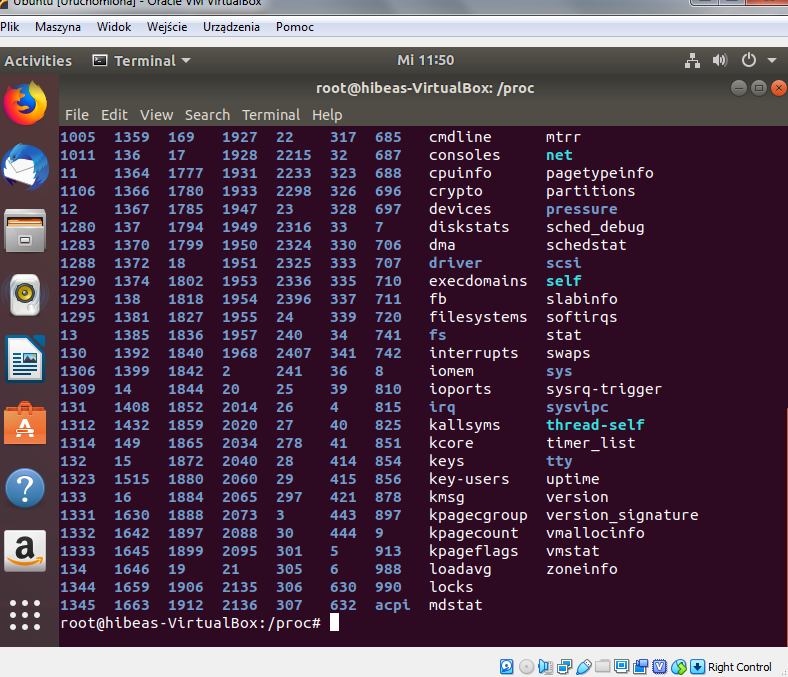 Ubuntu [Uruchomiona] - Oracle VM VirtualBox
Plik Maszyna Widok Wejście Urządzenia Pomoc
Activities Terminal Mi 11:50
root@hibeas-VirtualBox: /proc
File Edit View Search Terminal Help
1005 1359 169 1927 22 317 685 cmdline mtrr
1011 136 17 1928 2215 32 687 consoles net
11 1364 1777 1931 2233 323 688 cpuinfo pagetypeinfo
1106 1366 1780 1933 2298 326 696 crypto partitions
12 1367 1785 1947 23 328 697 devices pressure
1280 137 1794 1949 2316 33 7 diskstats sched_debug
1283 1370 1799 1950 2324 330 706 dma schedstat
1288 1372 18 1951 2325 333 707 driver scsi
1290 1374 1802 1953 2336 335 710 execdomains self
1293 138 1818 1954 2396 337 711 fb slabinfo
1295 1381 1827 1955 24 339 720 filesystems softirqs
13 1385 1836 1957 240 34 741 fs stat
130 1392 1840 1968 2407 341 742 interrupts swaps
1306 1399 1842 2 241 36 8 iomem sys
1309 14 1844 20 25 39 810 ioports sysrq-trigger
131 1408 1852 2014 26 4 815 irq sysvipc
1312 1432 1859 2020 27 40 825 kallsyms thread-self
1314 149 1865 2034 278 41 851 kcore timer_list
132 15 1872 2040 28 414 854 keys tty
1323 1515 1880 2060 29 415 856 key-users uptime
133 16 1884 2065 297 421 878 kmsg version
1331 1630 1888 2073 3 443 897 kpagecgroup version_signature
1332 1642 1897 2088 30 444 9 kpagecount vmallocinfo
1333 1645 1899 2095 301 5 913 kpageflags vmstat
134 1646 19 21 305 6 988 loadavg zoneinfo
1344 1659 1906 2135 306 630 990 locks
1345 1663 1912 2136 307 632 acpi mdstat
root@hibeas-VirtualBox:/proc#
Right Control